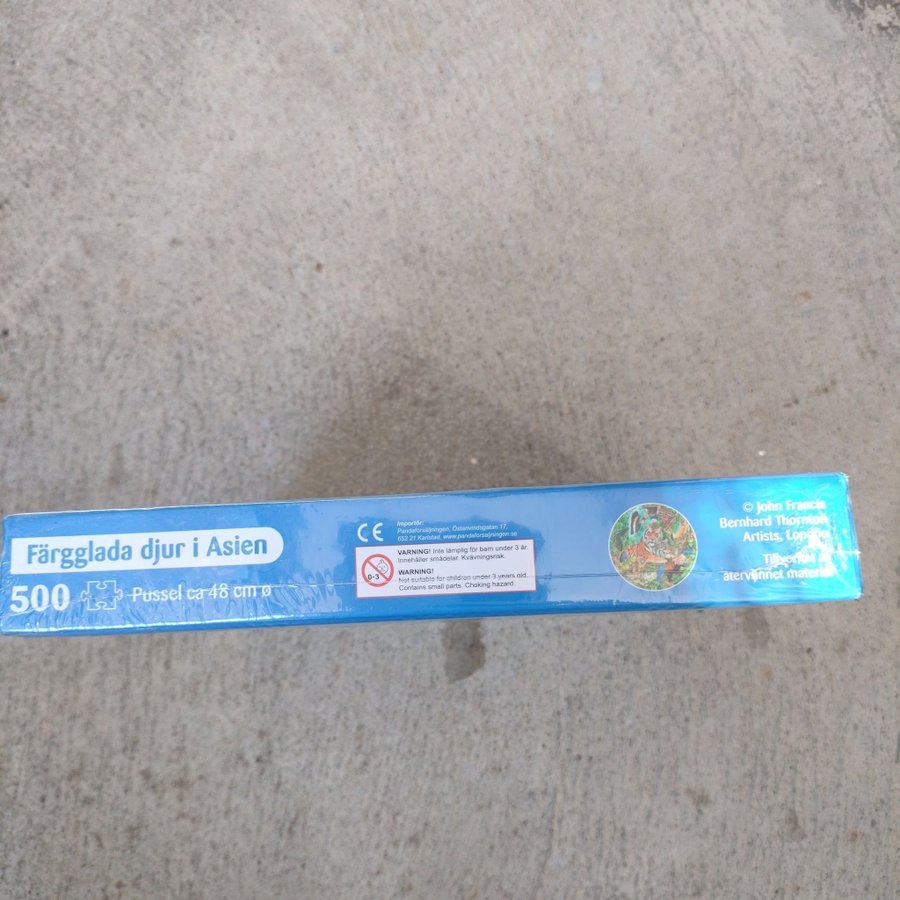 Färgglada djur i Asien
500 Pussel ca 48 cm ø
CE
Importör:
Pandaförsäljningen, Östanvindsgatan 17,
652 21 Karlstad, www.pandaforsaljningen.se
0-3
VARNING! Inte lämplig för barn under 3 år.
Innehåller smådelar. Kvävningsrisk.
WARNING!
Not suitable for children under 3 years old.
Contains small parts. Choking hazard.
© John Francis
Bernhard Thornton
Artists, London
Tillverkad av
återvunnet material